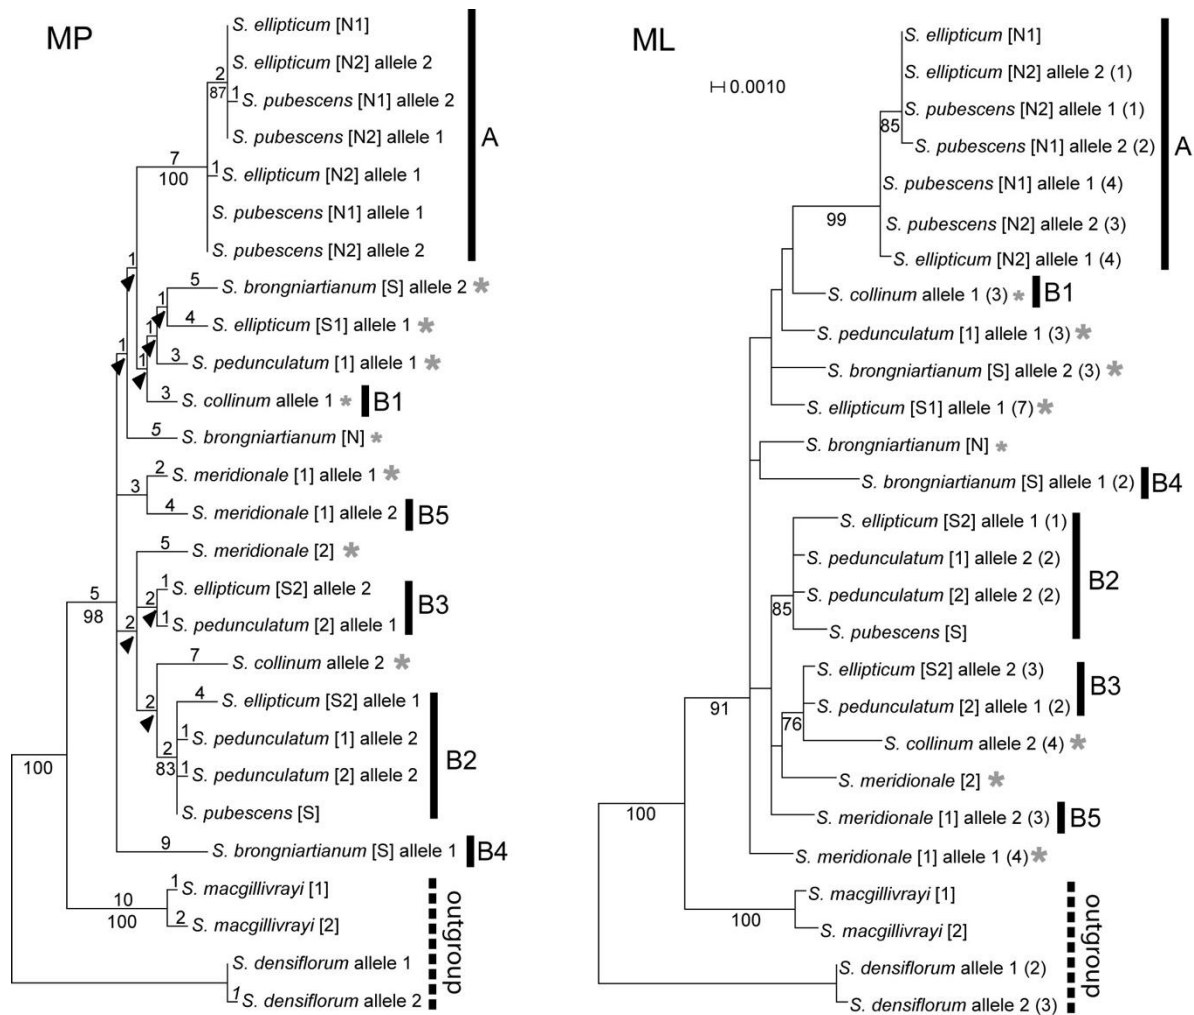 MP
S. ellipticum [N1]
S. ellipticum [N2] allele 2
2
87
1
S. pubescens [N1] allele 2
S. pubescens [N2] allele 1
A
7
100
1
S. ellipticum [N2] allele 1
S. pubescens [N1] allele 1
S. pubescens [N2] allele 2
1
5
S. brongniartianum [S] allele 2 *
1
4
S. ellipticum [S1] allele 1 *
1
3
S. pedunculatum [1] allele 1 *
1
1
3
S. collinum allele 1 *
B1
5
S. brongniartianum [N] *
2
S. meridionale [1] allele 1 *
3
4
S. meridionale [1] allele 2
B5
5
S. meridionale [2] *
1
S. ellipticum [S2] allele 2
2
1
S. pedunculatum [2] allele 1
B3
5
98
2
7
S. collinum allele 2 *
2
4
S. ellipticum [S2] allele 1
1
S. pedunculatum [1] allele 2
2
83
1
S. pedunculatum [2] allele 2
B2
S. pubescens [S]
100
9
S. brongniartianum [S] allele 1
B4
1
S. macgillivrayi [1]
10
100
2
S. macgillivrayi [2]
S. densiflorum allele 1
1
S. densiflorum allele 2
outgroup
ML
0.0010
S. ellipticum [N1]
S. ellipticum [N2] allele 2 (1)
S. pubescens [N2] allele 1 (1)
85
S. pubescens [N1] allele 2 (2)
A
S. pubescens [N1] allele 1 (4)
99
S. pubescens [N2] allele 2 (3)
S. ellipticum [N2] allele 1 (4)
S. collinum allele 1 (3) *
B1
S. pedunculatum [1] allele 1 (3) *
S. brongniartianum [S] allele 2 (3) *
S. ellipticum [S1] allele 1 (7) *
S. brongniartianum [N] *
S. brongniartianum [S] allele 1 (2)
B4
S. ellipticum [S2] allele 1 (1)
S. pedunculatum [1] allele 2 (2)
B2
S. pedunculatum [2] allele 2 (2)
85
S. pubescens [S]
S. ellipticum [S2] allele 2 (3)
B3
S. pedunculatum [2] allele 1 (2)
91
76
S. collinum allele 2 (4) *
S. meridionale [2] *
S. meridionale [1] allele 2 (3)
B5
100
S. meridionale [1] allele 1 (4) *
S. macgillivrayi [1]
100
S. macgillivrayi [2]
S. densiflorum allele 1 (2)
S. densiflorum allele 2 (3)
outgroup